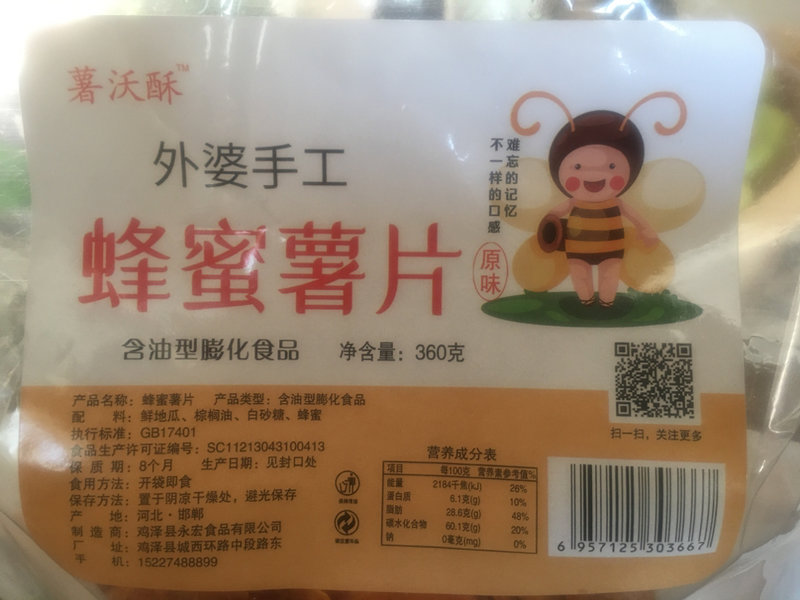 薯沃酥™
外婆手工
蜂蜜薯片
原味
难忘的记忆
不一样的口感
含油型膨化食品 净含量：360克
扫一扫，关注更多
产品名称：蜂蜜薯片 产品类型：含油型膨化食品
配 料：鲜地瓜、棕榈油、白砂糖、蜂蜜
执行标准：GB17401
食品生产许可证编号：SC11213043100413
保 质 期：8个月 生产日期：见封口处
食用方法：开袋即食
保存方法：置于阴凉干燥处，避光保存
产 地：河北·邯郸
制 造 商：鸡泽县永宏食品有限公司
厂 址：鸡泽县城西环路中段路东
手 机：15227488899
营养成分表
项目 每100克 营养素参考值%
能量 2184千焦(kJ) 26%
蛋白质 6.1克(g) 10%
脂肪 28.6克(g) 48%
碳水化合物 60.1克(g) 20%
钠 0毫克(mg) 0%
6 957125 303667